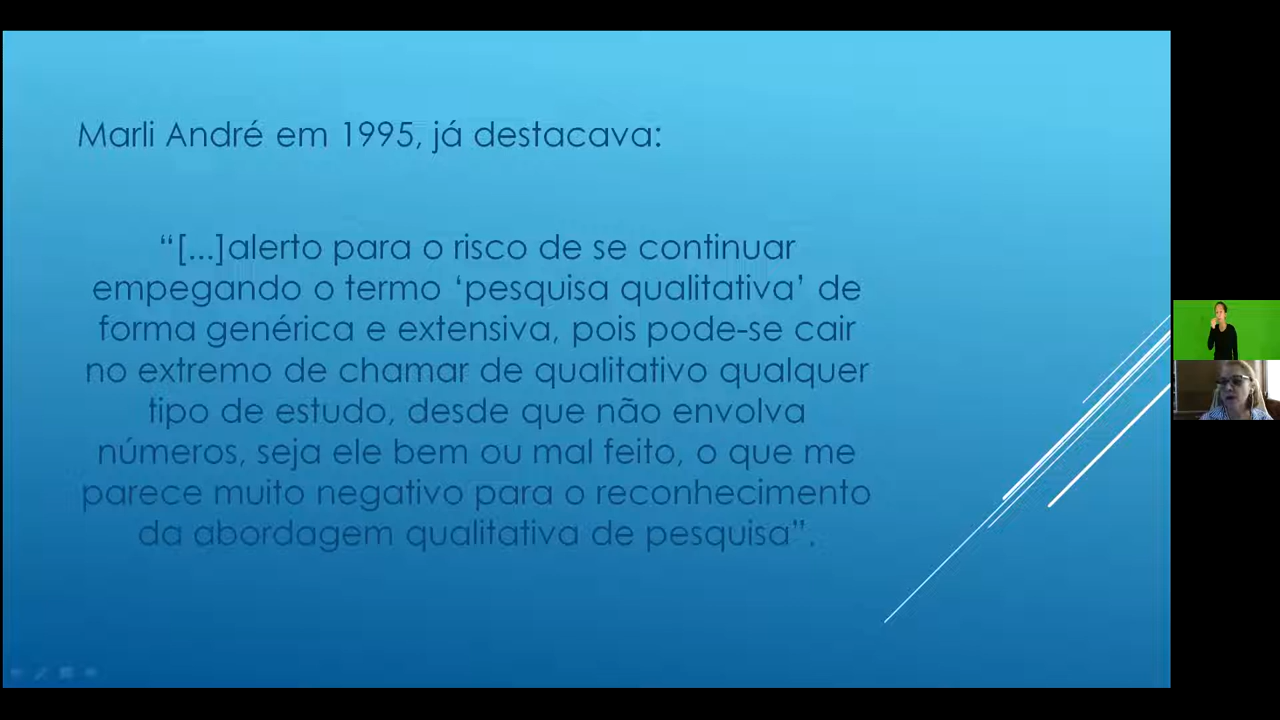 Marli André em 1995, já destacava:
“[...]alerto para o risco de se continuar
empegando o termo ‘pesquisa qualitativa’ de
forma genérica e extensiva, pois pode-se cair
no extremo de chamar de qualitativo qualquer
tipo de estudo, desde que não envolva
números, seja ele bem ou mal feito, o que me
parece muito negativo para o reconhecimento
da abordagem qualitativa de pesquisa”.